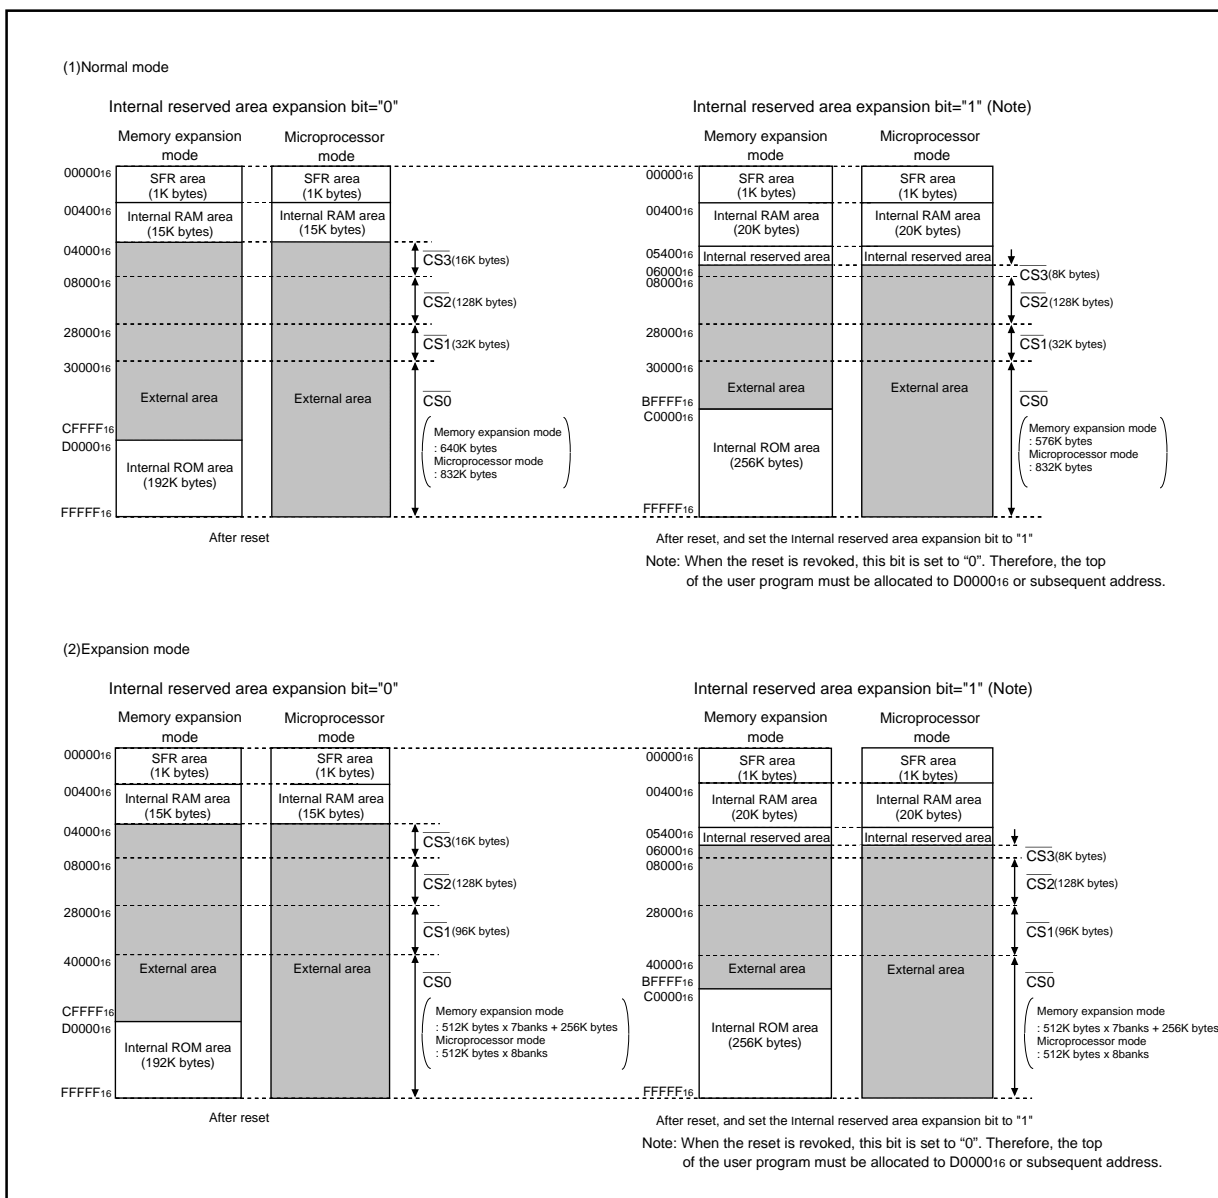 (1)Normal mode
Internal reserved area expansion bit="0"
Memory expansion
mode
Microprocessor
mode
0000016
SFR area
(1K bytes)
SFR area
(1K bytes)
0040016
Internal RAM area
(15K bytes)
Internal RAM area
(15K bytes)
0400016
CS3(16K bytes)
0800016
CS2(128K bytes)
2800016
CS1(32K bytes)
3000016
External area
External area
CS0
CFFFF16
D000016
Memory expansion mode
: 640K bytes
Microprocessor mode
: 832K bytes
Internal ROM area
(192K bytes)
FFFFF16
After reset
Internal reserved area expansion bit="1" (Note)
Memory expansion
mode
Microprocessor
mode
0000016
SFR area
(1K bytes)
SFR area
(1K bytes)
0040016
Internal RAM area
(20K bytes)
Internal RAM area
(20K bytes)
0540016
Internal reserved area
Internal reserved area
0600016
CS3(8K bytes)
0800016
CS2(128K bytes)
2800016
CS1(32K bytes)
3000016
External area
External area
CS0
BFFFF16
C000016
Memory expansion mode
: 576K bytes
Microprocessor mode
: 832K bytes
Internal ROM area
(256K bytes)
FFFFF16
After reset, and set the Internal reserved area expansion bit to "1"
Note: When the reset is revoked, this bit is set to “0”. Therefore, the top
of the user program must be allocated to D000016 or subsequent address.
(2)Expansion mode
Internal reserved area expansion bit="0"
Memory expansion
mode
Microprocessor
mode
0000016
SFR area
(1K bytes)
SFR area
(1K bytes)
0040016
Internal RAM area
(15K bytes)
Internal RAM area
(15K bytes)
0400016
CS3(16K bytes)
0800016
CS2(128K bytes)
2800016
CS1(96K bytes)
4000016
External area
External area
CS0
CFFFF16
D000016
Memory expansion mode
: 512K bytes x 7banks + 256K bytes
Microprocessor mode
: 512K bytes x 8banks
Internal ROM area
(192K bytes)
FFFFF16
After reset
Internal reserved area expansion bit="1" (Note)
Memory expansion
mode
Microprocessor
mode
0000016
SFR area
(1K bytes)
SFR area
(1K bytes)
0040016
Internal RAM area
(20K bytes)
Internal RAM area
(20K bytes)
0540016
Internal reserved area
Internal reserved area
0600016
CS3(8K bytes)
0800016
CS2(128K bytes)
2800016
CS1(96K bytes)
4000016
External area
External area
BFFFF16
CS0
C000016
Memory expansion mode
: 512K bytes x 7banks + 256K bytes
Microprocessor mode
: 512K bytes x 8banks
Internal ROM area
(256K bytes)
FFFFF16
After reset, and set the Internal reserved area expansion bit to "1"
Note: When the reset is revoked, this bit is set to “0”. Therefore, the top
of the user program must be allocated to D000016 or subsequent address.